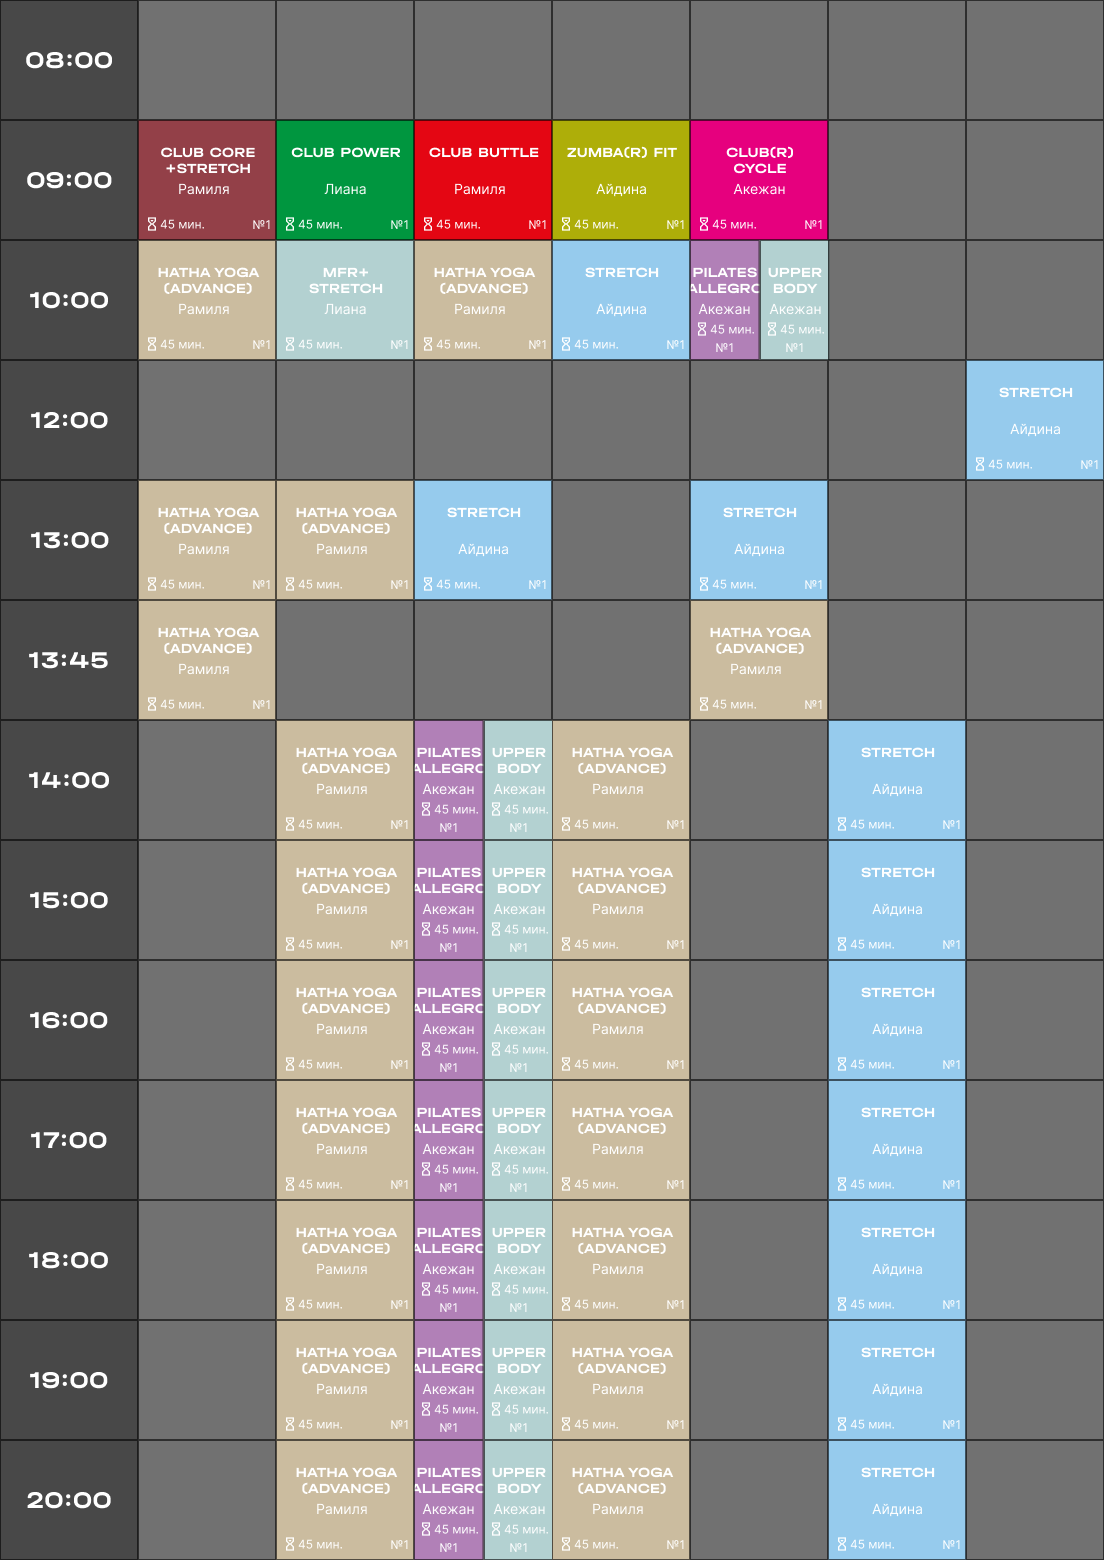 08:00
09:00
CLUB CORE
+STRETCH
Рамиля
45 мин. №1
CLUB POWER
Лиана
45 мин. №1
CLUB BUTTLE
Рамиля
45 мин. №1
ZUMBA(R) FIT
Айдина
45 мин. №1
CLUB(R)
CYCLE
Акежан
45 мин. №1
10:00
HATHA YOGA
(ADVANCE)
Рамиля
45 мин. №1
MFR+
STRETCH
Лиана
45 мин. №1
HATHA YOGA
(ADVANCE)
Рамиля
45 мин. №1
STRETCH
Айдина
45 мин. №1
PILATES
ALLEGRO
Акежан
45 мин.
№1
UPPER
BODY
Акежан
45 мин.
№1
12:00
STRETCH
Айдина
45 мин. №1
13:00
HATHA YOGA
(ADVANCE)
Рамиля
45 мин. №1
HATHA YOGA
(ADVANCE)
Рамиля
45 мин. №1
STRETCH
Айдина
45 мин. №1
STRETCH
Айдина
45 мин. №1
13:45
HATHA YOGA
(ADVANCE)
Рамиля
45 мин. №1
HATHA YOGA
(ADVANCE)
Рамиля
45 мин. №1
14:00
HATHA YOGA
(ADVANCE)
Рамиля
45 мин. №1
PILATES
ALLEGRO
Акежан
45 мин.
№1
UPPER
BODY
Акежан
45 мин.
№1
HATHA YOGA
(ADVANCE)
Рамиля
45 мин. №1
STRETCH
Айдина
45 мин. №1
15:00
HATHA YOGA
(ADVANCE)
Рамиля
45 мин. №1
PILATES
ALLEGRO
Акежан
45 мин.
№1
UPPER
BODY
Акежан
45 мин.
№1
HATHA YOGA
(ADVANCE)
Рамиля
45 мин. №1
STRETCH
Айдина
45 мин. №1
16:00
HATHA YOGA
(ADVANCE)
Рамиля
45 мин. №1
PILATES
ALLEGRO
Акежан
45 мин.
№1
UPPER
BODY
Акежан
45 мин.
№1
HATHA YOGA
(ADVANCE)
Рамиля
45 мин. №1
STRETCH
Айдина
45 мин. №1
17:00
HATHA YOGA
(ADVANCE)
Рамиля
45 мин. №1
PILATES
ALLEGRO
Акежан
45 мин.
№1
UPPER
BODY
Акежан
45 мин.
№1
HATHA YOGA
(ADVANCE)
Рамиля
45 мин. №1
STRETCH
Айдина
45 мин. №1
18:00
HATHA YOGA
(ADVANCE)
Рамиля
45 мин. №1
PILATES
ALLEGRO
Акежан
45 мин.
№1
UPPER
BODY
Акежан
45 мин.
№1
HATHA YOGA
(ADVANCE)
Рамиля
45 мин. №1
STRETCH
Айдина
45 мин. №1
19:00
HATHA YOGA
(ADVANCE)
Рамиля
45 мин. №1
PILATES
ALLEGRO
Акежан
45 мин.
№1
UPPER
BODY
Акежан
45 мин.
№1
HATHA YOGA
(ADVANCE)
Рамиля
45 мин. №1
STRETCH
Айдина
45 мин. №1
20:00
HATHA YOGA
(ADVANCE)
Рамиля
45 мин. №1
PILATES
ALLEGRO
Акежан
45 мин.
№1
UPPER
BODY
Акежан
45 мин.
№1
HATHA YOGA
(ADVANCE)
Рамиля
45 мин. №1
STRETCH
Айдина
45 мин. №1